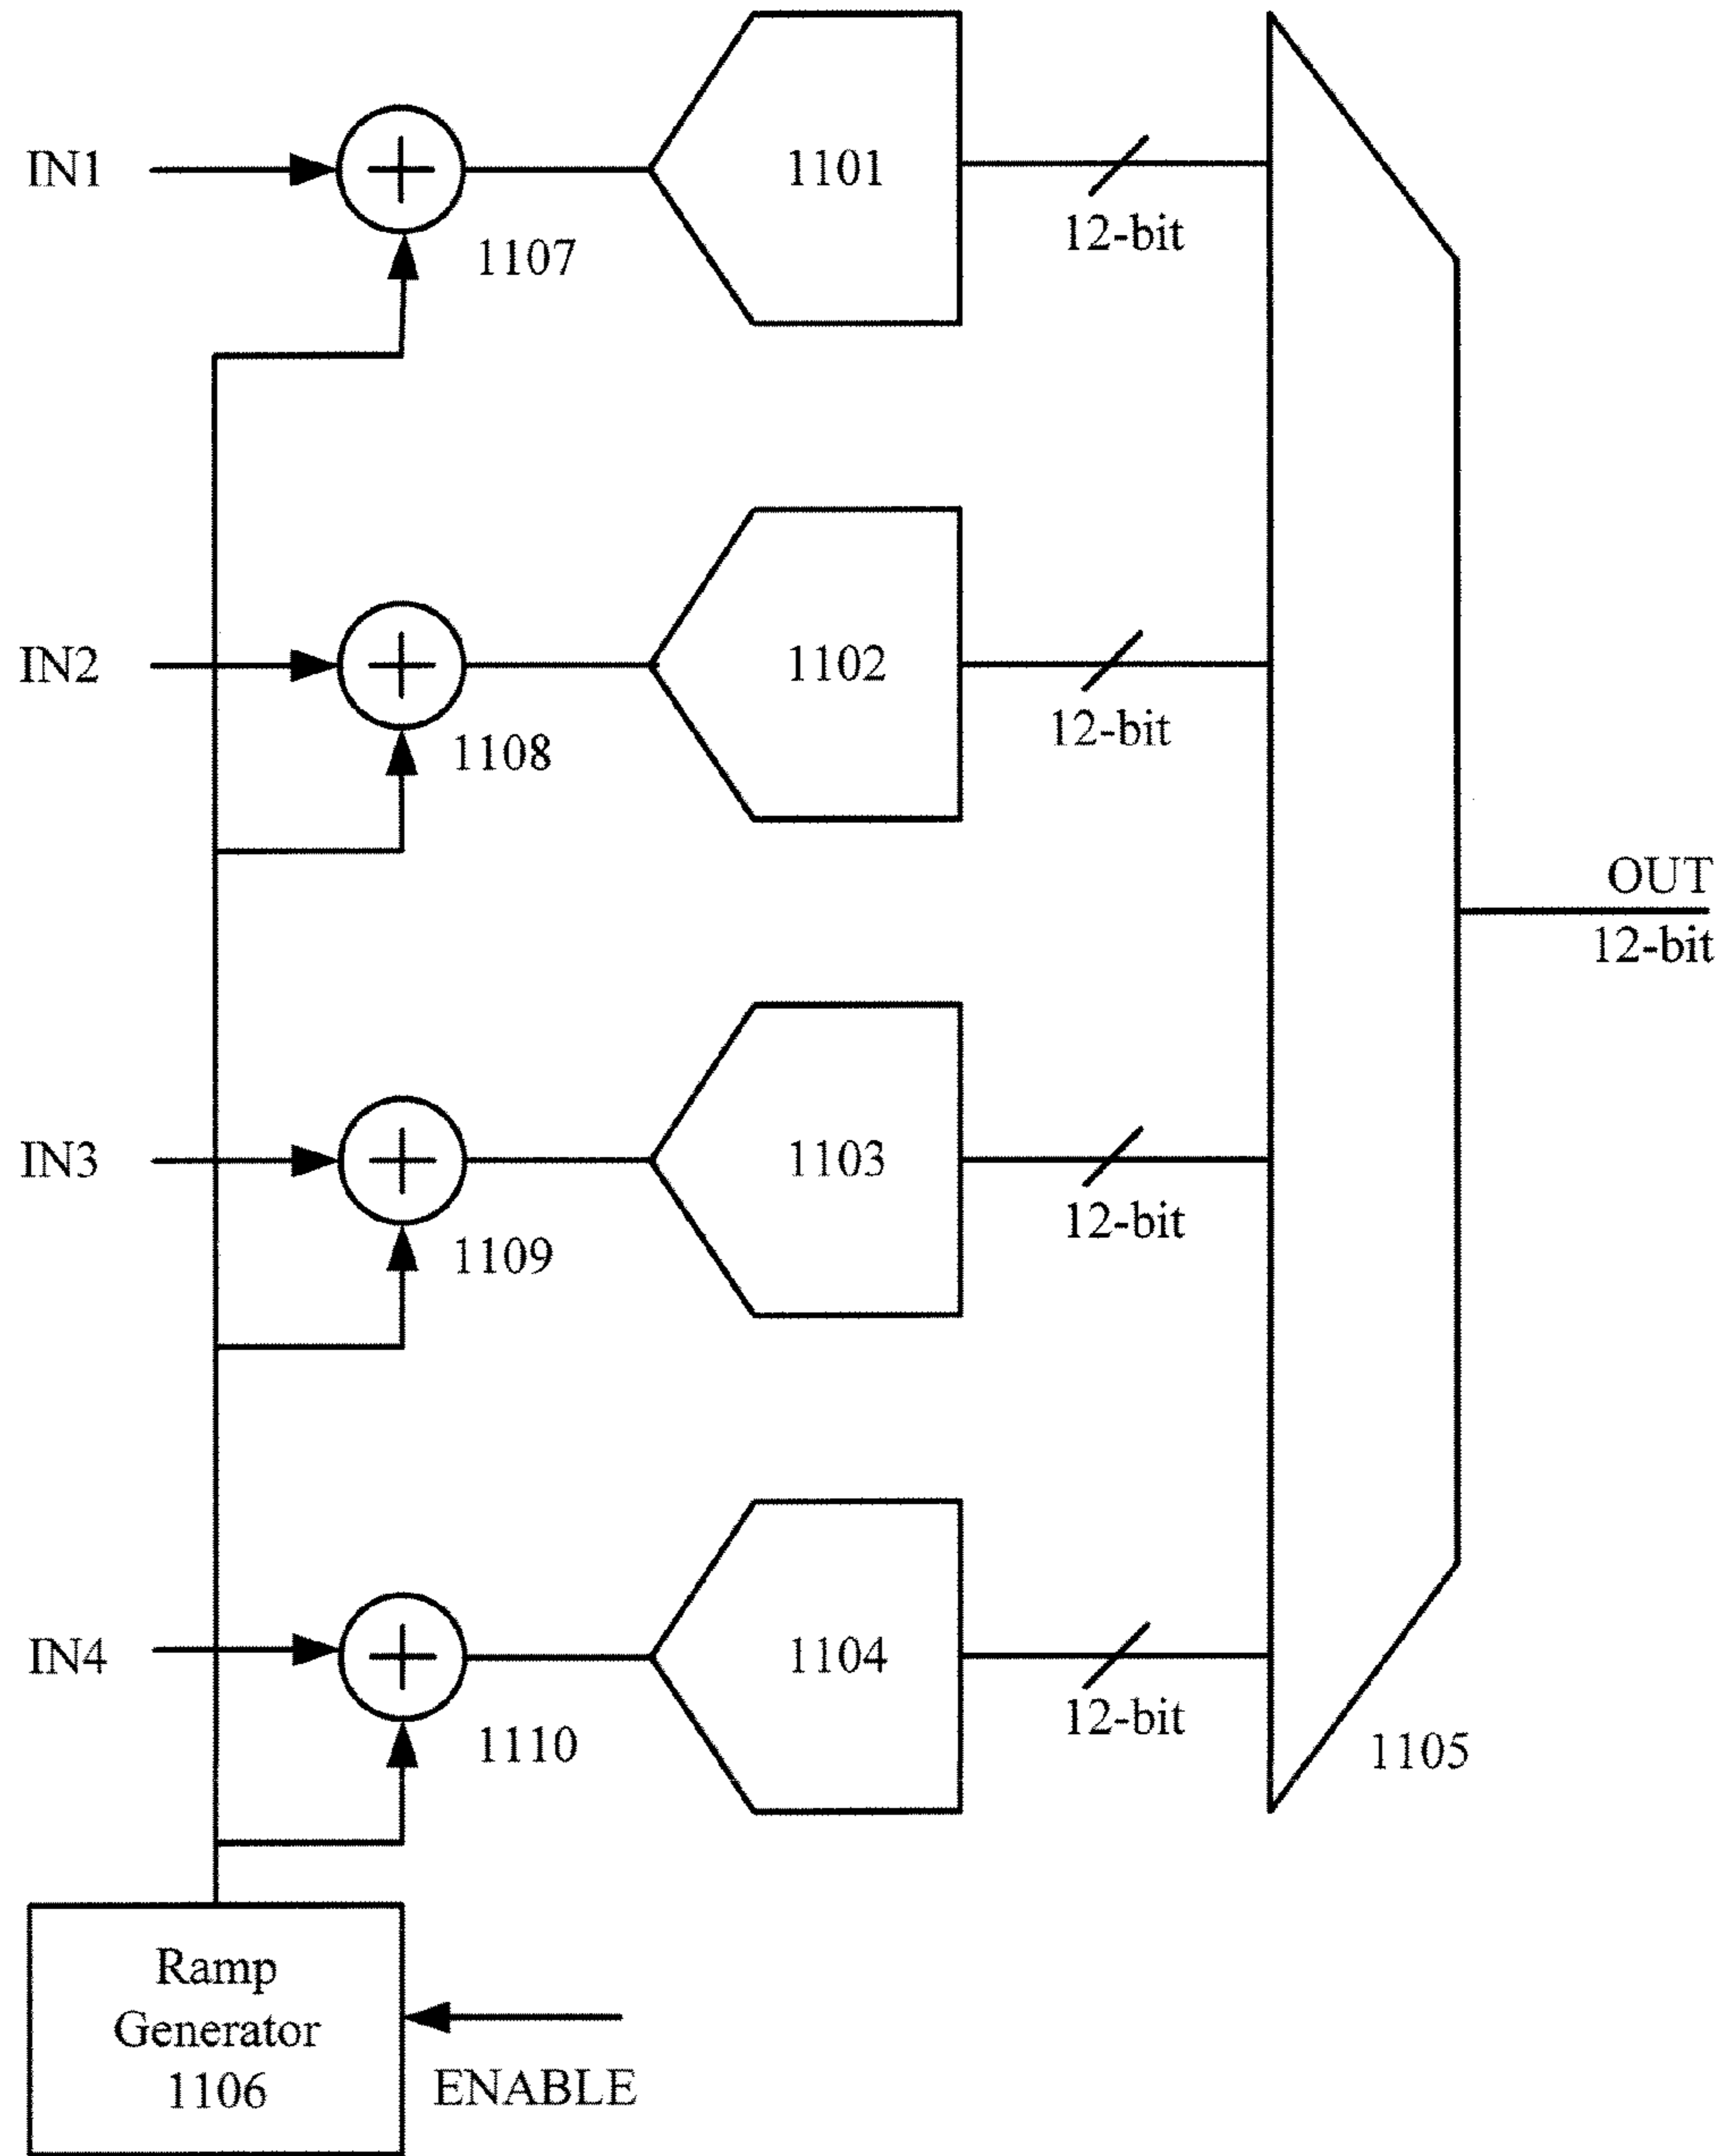 IN1
1101
12-bit
1107
IN2
1102
12-bit
1108
OUT
12-bit
IN3
1103
12-bit
1109
IN4
1104
12-bit
1110
1105
Ramp
Generator
1106
ENABLE